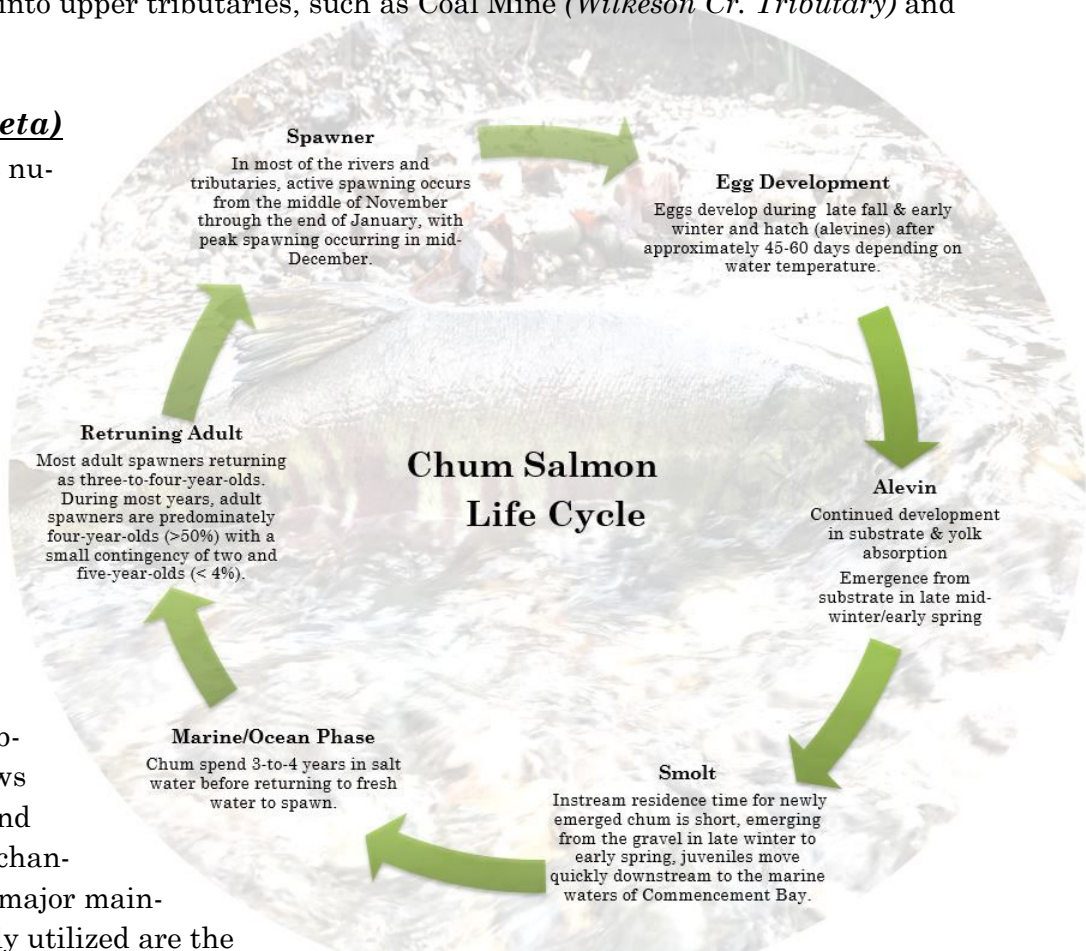 into upper tributaries, such as Coal Mine (Wilkeson Cr. Tributary) and
eta)
nu-
Spawner
In most of the rivers and
tributaries, active spawning occurs
from the middle of November
through the end of January, with
peak spawning occurring in mid-
December.
Egg Development
Eggs develop during late fall & early
winter and hatch (alevines) after
approximately 45-60 days depending on
water temperature.
Alevin
Continued development
in substrate & yolk
absorption
Emergence from
substrate in late mid-
winter/early spring
Smolt
Instream residence time for newly
emerged chum is short, emerging
from the gravel in late winter to
early spring, juveniles move
quickly downstream to the marine
waters of Commencement Bay.
Marine/Ocean Phase
Chum spend 3-to-4 years in salt
water before returning to fresh
water to spawn.
Retruning Adult
Most adult spawners returning
as three-to-four-year-olds.
During most years, adult
spawners are predominately
four-year-olds (>50%) with a
small contingency of two and
five-year-olds (< 4%).
Chum Salmon
Life Cycle
b-
ws
nd
chan-
major main-
ly utilized are the